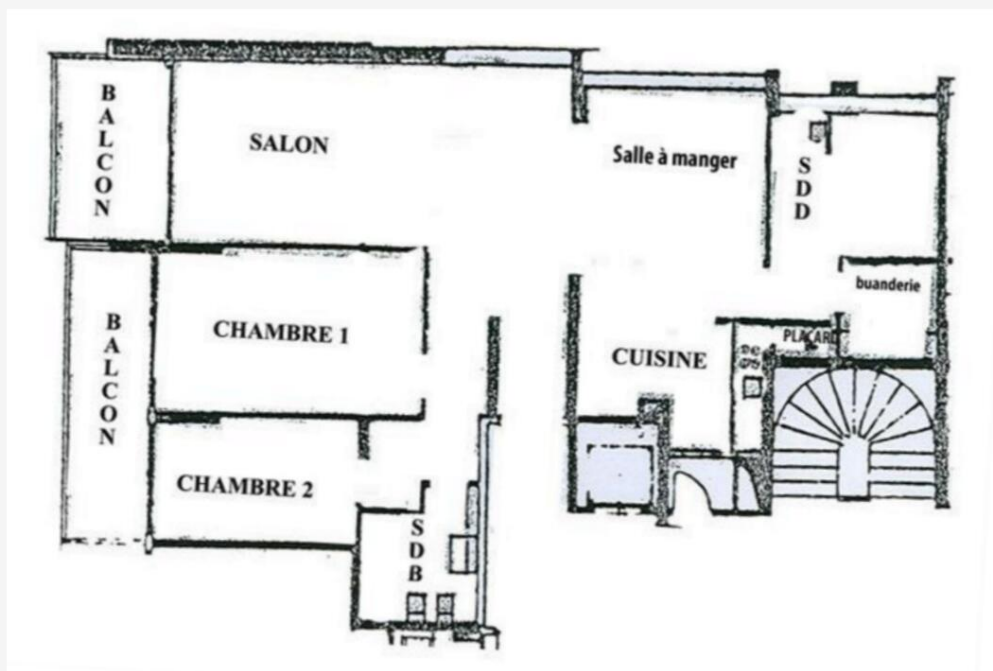 BALCON
SALON
Salle à manger
SDD
buanderie
BALCON
CHAMBRE 1
CUISINE
PLACARD
CHAMBRE 2
SDB